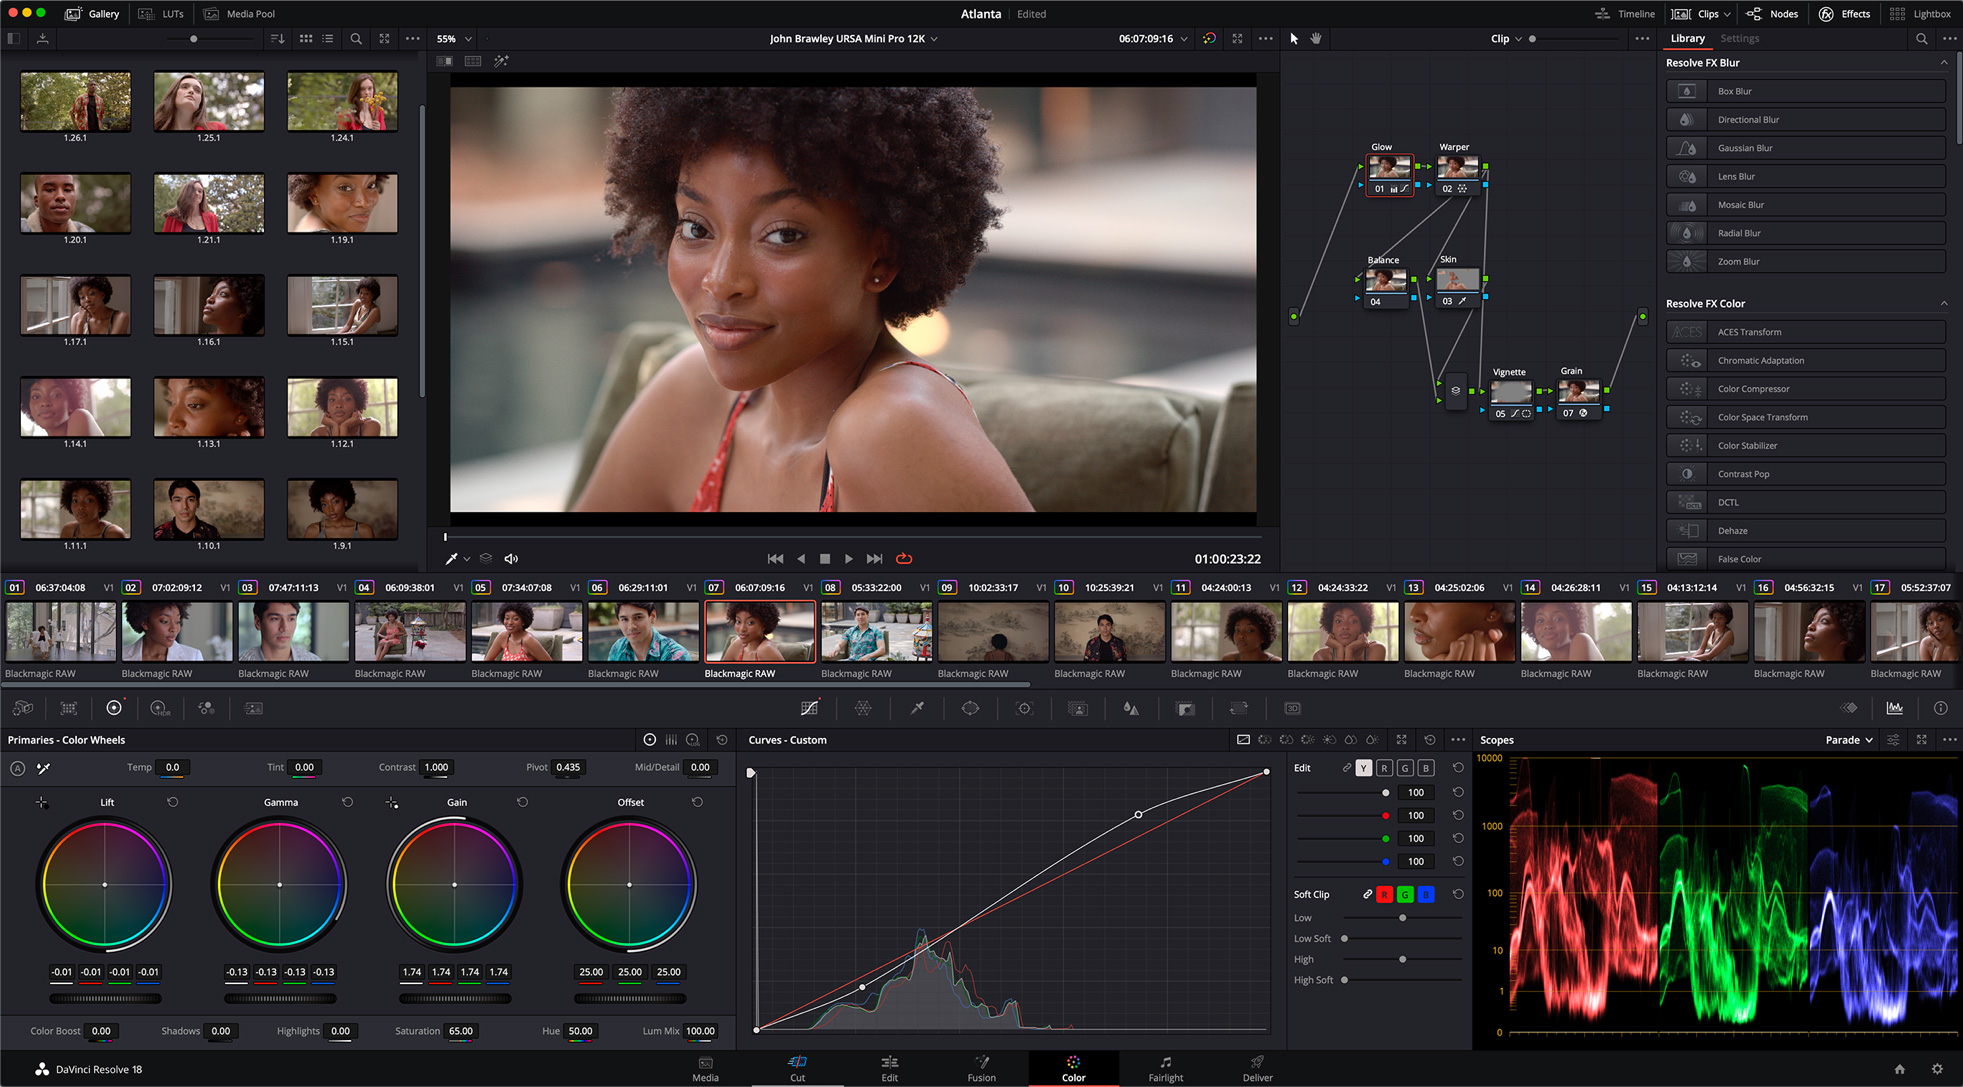 Gallery LUTs Media Pool Atlanta Edited Timeline Clips Nodes Effects Lightbox
55% John Brawley URSA Mini Pro 12K 06:07:09:16 Clip Library Settings
1.26.1 1.25.1 1.24.1
1.20.1 1.21.1 1.19.1
1.17.1 1.16.1 1.15.1
1.14.1 1.13.1 1.12.1
1.11.1 1.10.1 1.9.1
01:00:23:22
Glow Warper
01 02
Balance Skin
04 03
Vignette Grain
05 07
Resolve FX Blur
Box Blur
Directional Blur
Gaussian Blur
Lens Blur
Mosaic Blur
Radial Blur
Zoom Blur
Resolve FX Color
ACES ACES Transform
Chromatic Adaptation
Color Compressor
Color Space Transform
Color Stabilizer
Contrast Pop
DCTL DCTL
Dehaze
False Color
01 06:37:04:08 V1 02 07:02:09:12 V1 03 07:47:11:13 V1 04 06:09:38:01 V1 05 07:34:07:08 V1 06 06:29:11:01 V1 07 06:07:09:16 V1 08 05:33:22:00 V1 09 10:02:33:17 V1 10 10:25:39:21 V1 11 04:24:00:13 V1 12 04:24:33:22 V1 13 04:25:02:06 V1 14 04:26:28:11 V1 15 04:13:12:14 V1 16 04:56:32:15 V1 17 05:52:37:07
Blackmagic RAW Blackmagic RAW Blackmagic RAW Blackmagic RAW Blackmagic RAW Blackmagic RAW Blackmagic RAW Blackmagic RAW Blackmagic RAW Blackmagic RAW Blackmagic RAW Blackmagic RAW Blackmagic RAW Blackmagic RAW Blackmagic RAW Blackmagic RAW Blackmagic RAW
HDR 3D
Primaries - Color Wheels
A Temp 0.0 Tint 0.00 Contrast 1.000 Pivot 0.435 Mid/Detail 0.00
Lift Gamma Gain Offset
-0.01 -0.01 -0.01 -0.01 -0.13 -0.13 -0.13 -0.13 1.74 1.74 1.74 1.74 25.00 25.00 25.00
Color Boost 0.00 Shadows 0.00 Highlights 0.00 Saturation 65.00 Hue 50.00 Lum Mix 100.00
Curves - Custom
Edit Y R G B
100
100
100
100
Soft Clip R G B
Low
Low Soft
High
High Soft
Scopes Parade
10000
1000
100
10
1
0
DaVinci Resolve 18 Media Cut Edit Fusion Color Fairlight Deliver